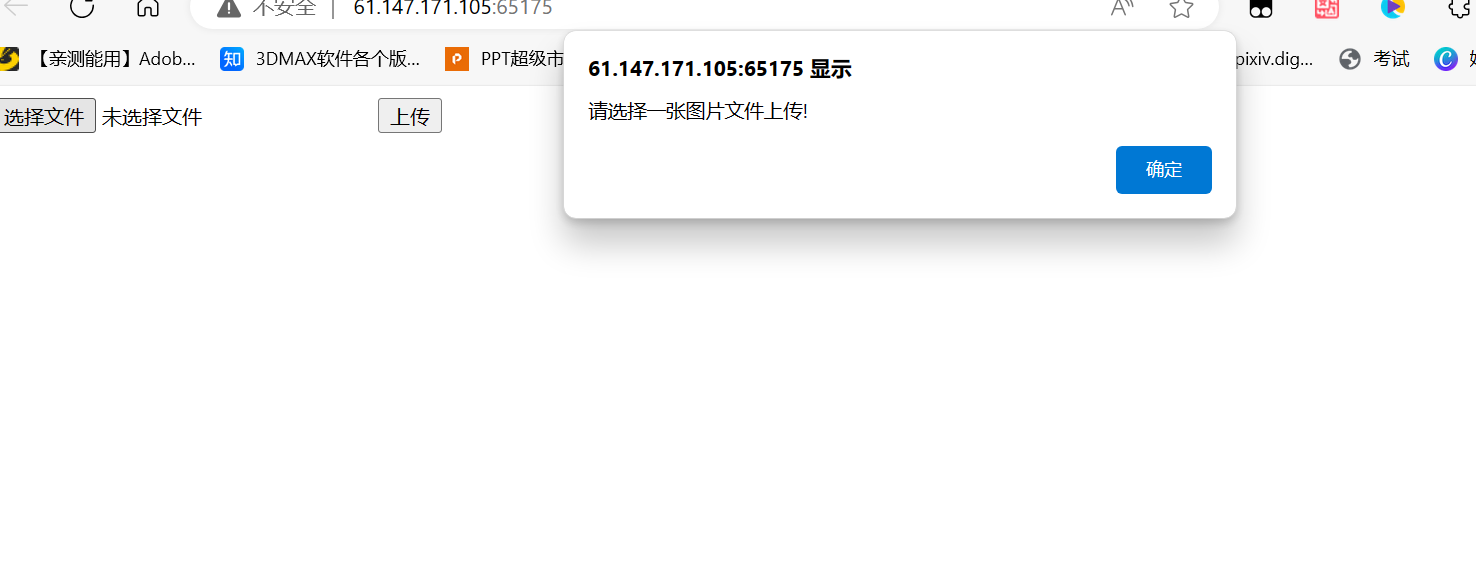 不安全 | 61.147.171.105:65175
【亲测能用】Adob... 知 3DMAX软件各个版... PPT超级市 pixiv.dig... 考试
61.147.171.105:65175 显示
请选择一张图片文件上传!
确定
选择文件 未选择文件 上传